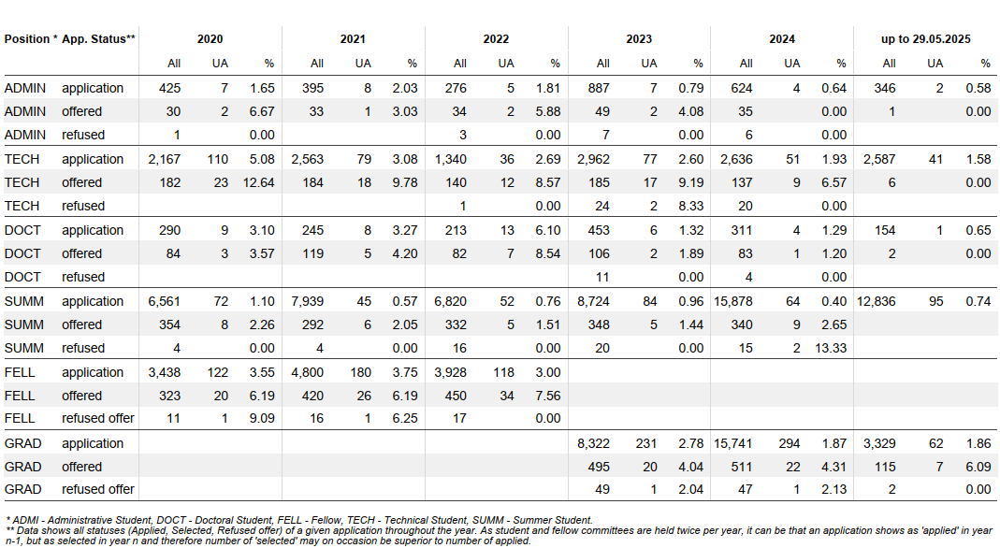 Position * App. Status** 2020 2021 2022 2023 2024 up to 29.05.2025
All UA % All UA % All UA % All UA % All UA % All UA %
ADMIN application 425 7 1.65 395 8 2.03 276 5 1.81 887 7 0.79 624 4 0.64 346 2 0.58
ADMIN offered 30 2 6.67 33 1 3.03 34 2 5.88 49 2 4.08 35 0.00 1 0.00
ADMIN refused 1 0.00 3 0.00 7 0.00 6 0.00
TECH application 2,167 110 5.08 2,563 79 3.08 1,340 36 2.69 2,962 77 2.60 2,636 51 1.93 2,587 41 1.58
TECH offered 182 23 12.64 184 18 9.78 140 12 8.57 185 17 9.19 137 9 6.57 6 0.00
TECH refused 1 0.00 24 2 8.33 20 0.00
DOCT application 290 9 3.10 245 8 3.27 213 13 6.10 453 6 1.32 311 4 1.29 154 1 0.65
DOCT offered 84 3 3.57 119 5 4.20 82 7 8.54 106 2 1.89 83 1 1.20 2 0.00
DOCT refused 11 0.00 4 0.00
SUMM application 6,561 72 1.10 7,939 45 0.57 6,820 52 0.76 8,724 84 0.96 15,878 64 0.40 12,836 95 0.74
SUMM offered 354 8 2.26 292 6 2.05 332 5 1.51 348 5 1.44 340 9 2.65
SUMM refused 4 0.00 4 0.00 16 0.00 20 0.00 15 2 13.33
FELL application 3,438 122 3.55 4,800 180 3.75 3,928 118 3.00
FELL offered 323 20 6.19 420 26 6.19 450 34 7.56
FELL refused offer 11 1 9.09 16 1 6.25 17 0.00
GRAD application 8,322 231 2.78 15,741 294 1.87 3,329 62 1.86
GRAD offered 495 20 4.04 511 22 4.31 115 7 6.09
GRAD refused offer 49 1 2.04 47 1 2.13 2 0.00
* ADMI - Administrative Student, DOCT - Doctoral Student, FELL - Fellow, TECH - Technical Student, SUMM - Summer Student.
** Data shows all statuses (Applied, Selected, Refused offer) of a given application throughout the year. As student and fellow committees are held twice per year, it can be that an application shows as 'applied' in year
n-1, but as selected in year n and therefore number of 'selected' may on occasion be superior to number of applied.